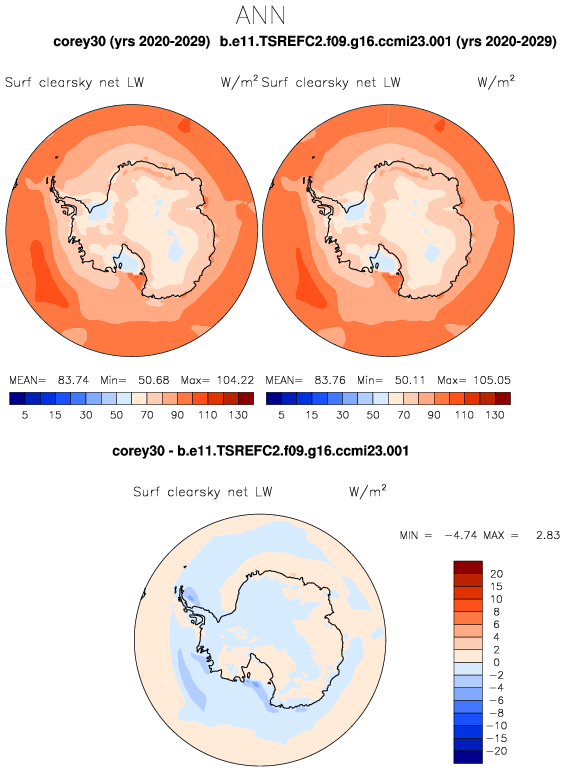 ANN
corey30 (yrs 2020-2029) b.e11.TSREFC2.f09.g16.ccmi23.001 (yrs 2020-2029)
Surf clearsky net LW W/m² Surf clearsky net LW W/m²
MEAN= 83.74 Min= 50.68 Max= 104.22 MEAN= 83.76 Min= 50.11 Max= 105.05
5 15 30 50 70 90 110 130 5 15 30 50 70 90 110 130
corey30 - b.e11.TSREFC2.f09.g16.ccmi23.001
Surf clearsky net LW W/m²
MIN = -4.74 MAX = 2.83
20
15
10
8
6
4
2
0
-2
-4
-6
-8
-10
-15
-20